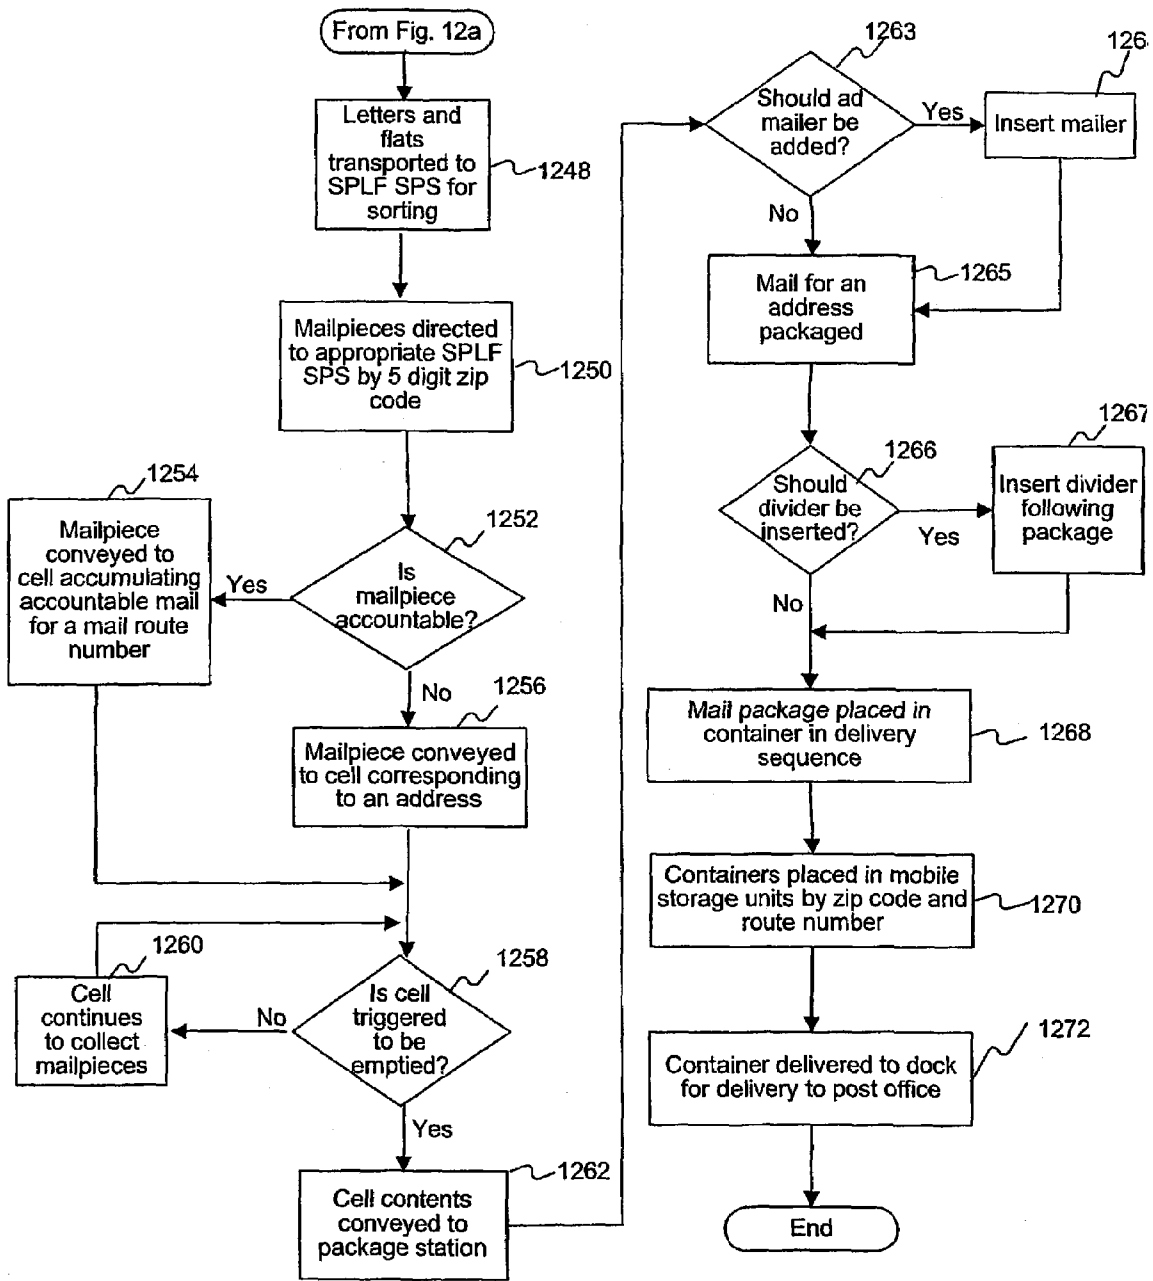 From Fig. 12a
Letters and
flats
transported to
SPLF SPS for
sorting
1248
Mailpieces directed
to appropriate SPLF
SPS by 5 digit zip
code
1250
1254
Mailpiece
conveyed to
cell accumulating
accountable mail
for a mail route
number
Yes
1252
Is
mailpiece
accountable?
No
1256
Mailpiece conveyed
to cell corresponding
to an address
1260
Cell
continues
to collect
mailpieces
No
1258
Is cell
triggered
to be
emptied?
Yes
1262
Cell contents
conveyed to
package station
1263
Should ad
mailer be
added?
Yes
Insert mailer
No
1265
Mail for an
address
packaged
1266
Should
divider be
inserted?
Yes
1267
Insert divider
following
package
No
Mail package placed in
container in delivery
sequence
1268
Containers placed in mobile
storage units by zip code and
route number
1270
1272
Container delivered to dock
for delivery to post office
End